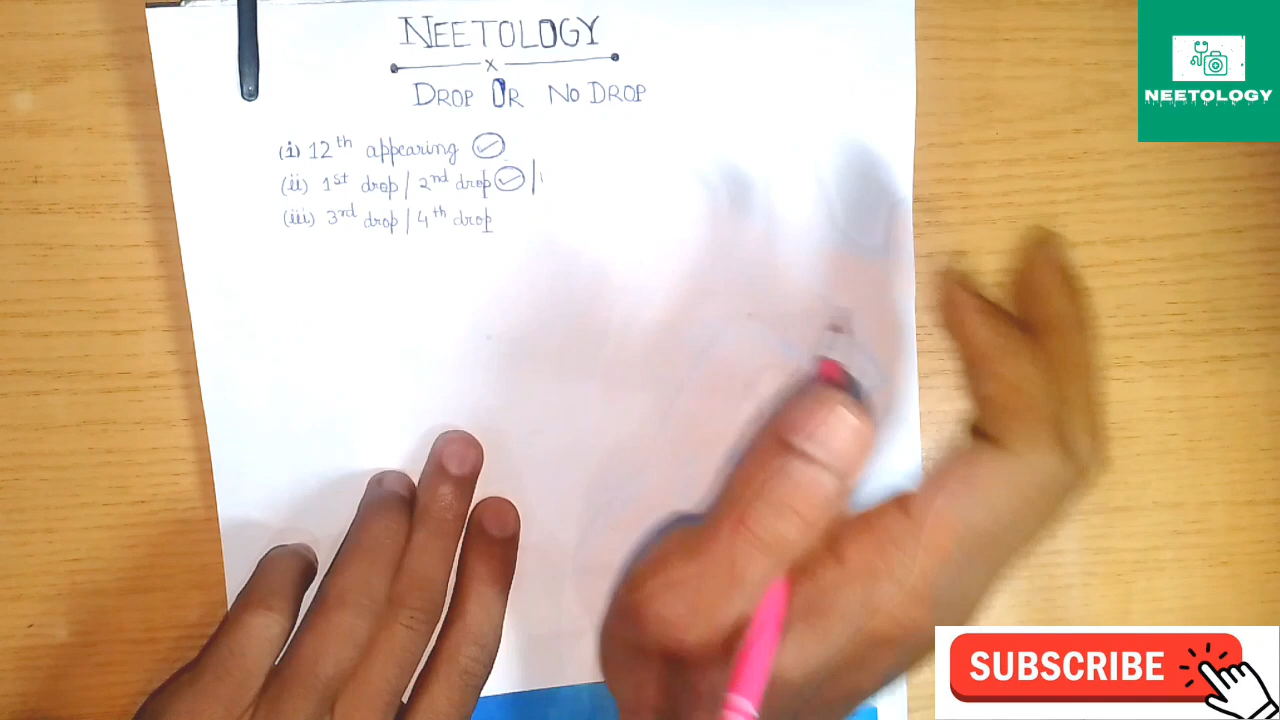 NEETOLOGY
x
DROP OR NO DROP
(i) 12th appearing
(ii) 1st drop / 2nd drop
(iii) 3rd drop / 4th drop
NEETOLOGY
SUBSCRIBE